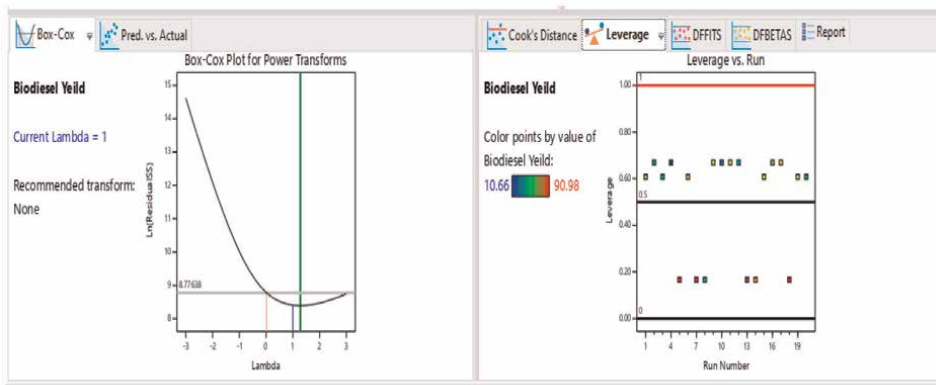 Box-Cox
Pred. vs. Actual
Box-Cox Plot for Power Transforms
Biodiesel Yeild
Current Lambda = 1
Recommended transform:
None
Ln(ResidualSS)
15
14
13
12
11
10
9
8
8.77638
-3 -2 -1 0 1 2 3
Lambda
Cook's Distance
Leverage
DFFITS
DFBETAS
Report
Leverage vs. Run
Biodiesel Yeild
Color points by value of
Biodiesel Yeild:
10.66 90.98
Leverage
1.00
0.80
0.60
0.40
0.20
0.00
1
0.5
0
1 4 7 10 13 16 19
Run Number